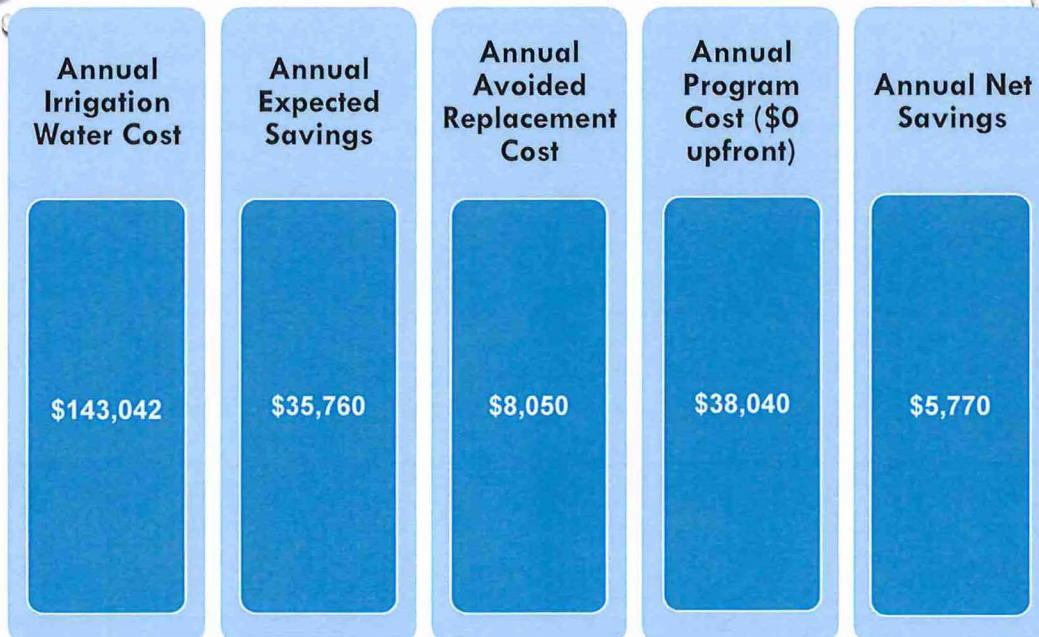 Annual
Irrigation
Water Cost
$143,042
Annual
Expected
Savings
$35,760
Annual
Avoided
Replacement
Cost
$8,050
Annual
Program
Cost ($0
upfront)
$38,040
Annual Net
Savings
$5,770